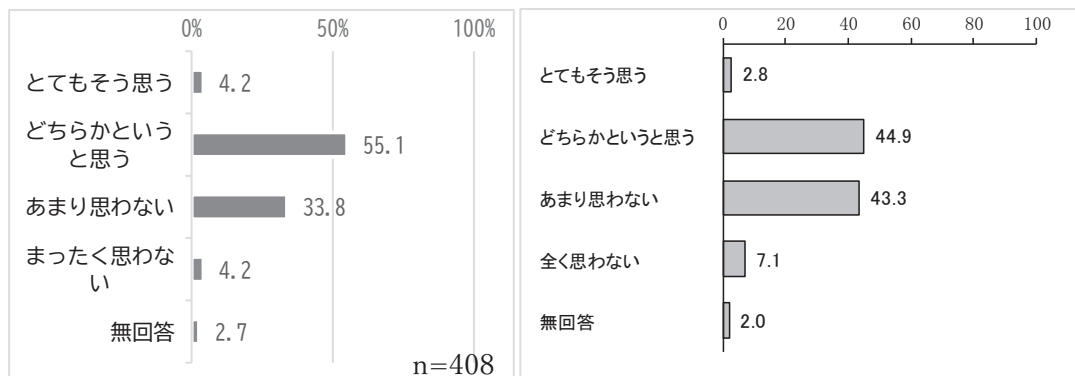 0% 50% 100%
とてもそう思う 4.2
どちらかという
と思う 55.1
あまり思わない 33.8
まったく思わな
い 4.2
無回答 2.7
n=408
0 20 40 60 80 100
とてもそう思う 2.8
どちらかというと思う 44.9
あまり思わない 43.3
全く思わない 7.1
無回答 2.0